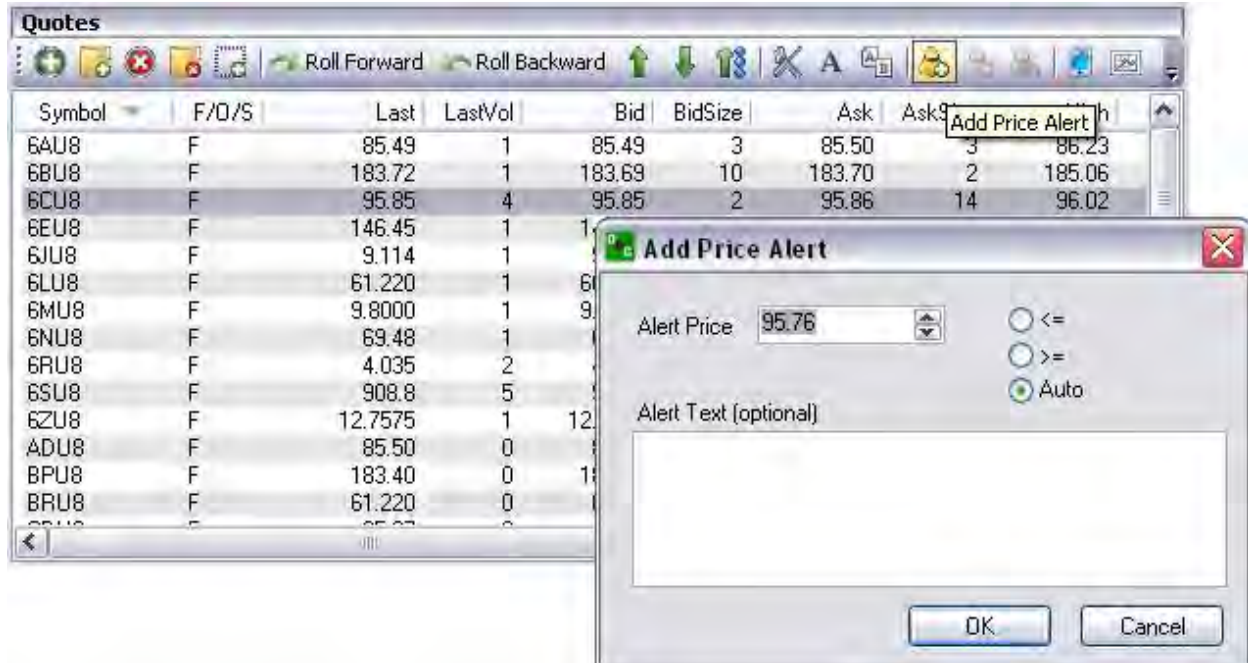 Quotes
Roll Forward Roll Backward A
Symbol F/O/S Last LastVol Bid BidSize Ask
Add Price Alert
6AU8 F 85.49 1 85.49 3 85.50 3 86.23
6BU8 F 183.72 1 183.69 10 183.70 2 185.06
6CU8 F 95.85 4 95.85 2 95.86 14 96.02
6EU8 F 146.45 1
6JU8 F 9.114 1
6LU8 F 61.220 1
6MU8 F 9.8000 1
6NU8 F 69.48 1
6RU8 F 4.035 2
6SU8 F 908.8 5
6ZU8 F 12.7575 1
ADU8 F 85.50 0
BPU8 F 183.40 0
BRU8 F 61.220 0
Add Price Alert
Alert Price 95.76
<=
>=
Auto
Alert Text (optional)
OK Cancel